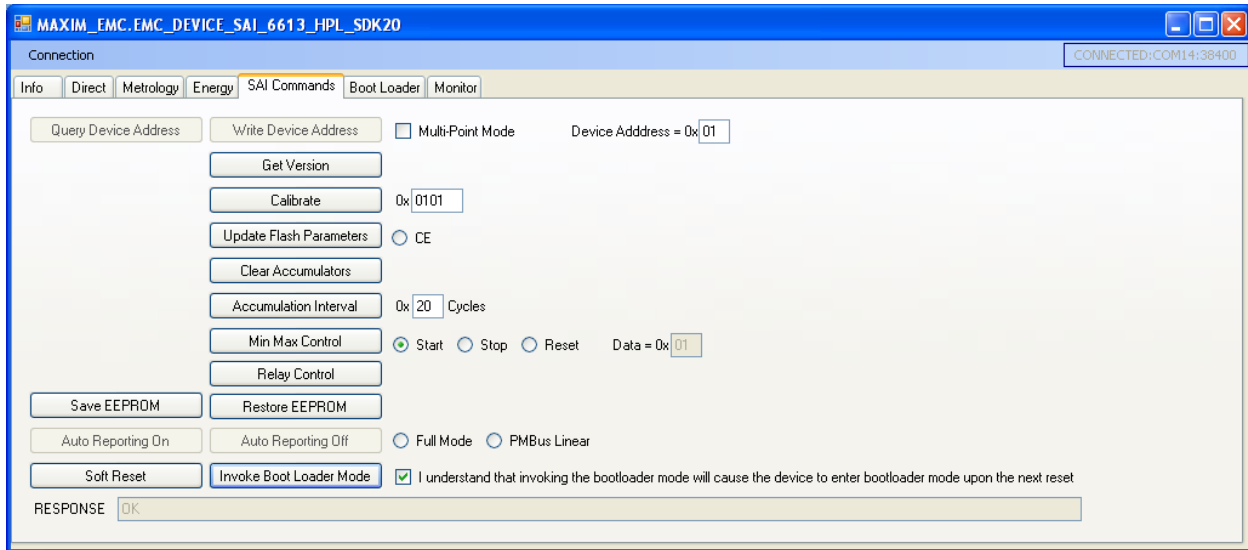 MAXIM_EMC.EMC_DEVICE_SAI_6613_HPL_SDK20
Connection CONNECTED:COM14:38400
Info Direct Metrology Energy SAI Commands Boot Loader Monitor
Query Device Address Write Device Address Multi-Point Mode Device Adddress = 0x 01
Get Version
Calibrate 0x 0101
Update Flash Parameters CE
Clear Accumulators
Accumulation Interval 0x 20 Cycles
Min Max Control Start Stop Reset Data = 0x 01
Relay Control
Save EEPROM Restore EEPROM
Auto Reporting On Auto Reporting Off Full Mode PMBus Linear
Soft Reset Invoke Boot Loader Mode I understand that invoking the bootloader mode will cause the device to enter bootloader mode upon the next reset
RESPONSE OK